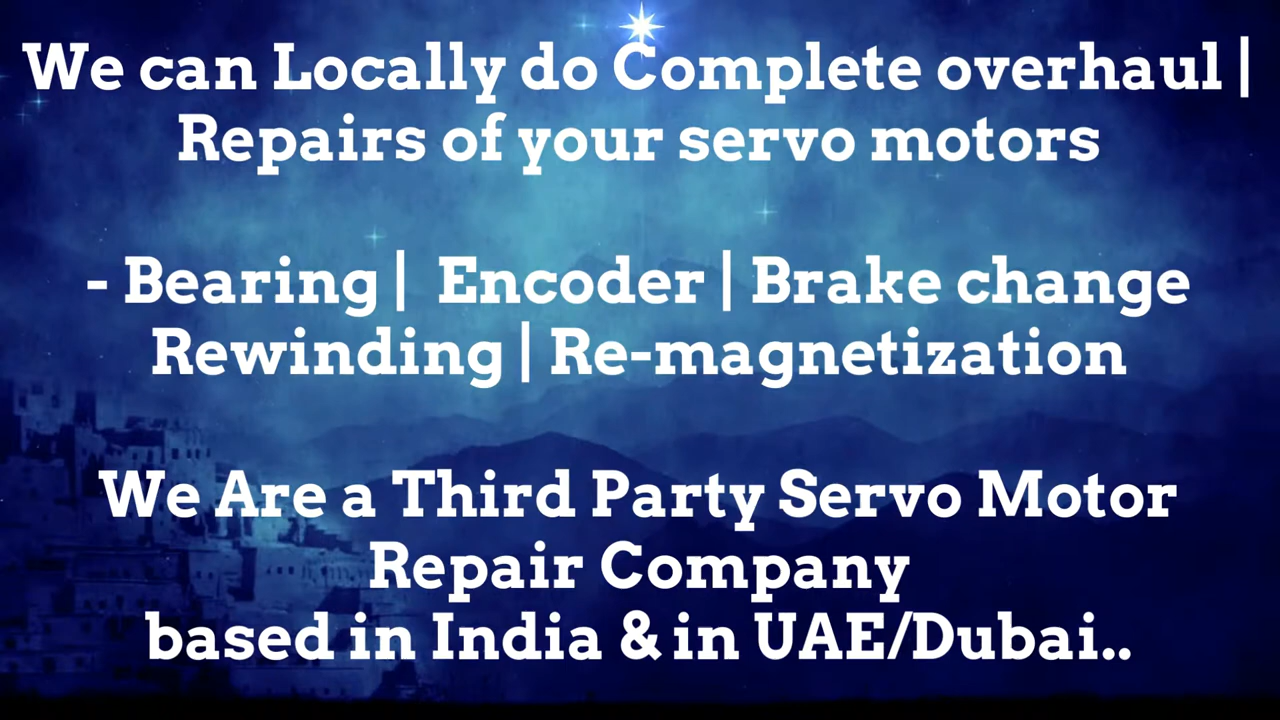 We can Locally do Complete overhaul |
Repairs of your servo motors
- Bearing | Encoder | Brake change
Rewinding | Re-magnetization
We Are a Third Party Servo Motor
Repair Company
based in India & in UAE/Dubai..